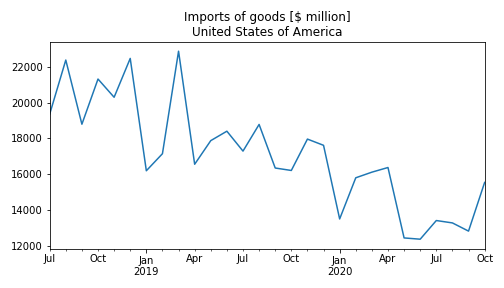 Imports of goods [$ million]
United States of America
22000
20000
18000
16000
14000
12000
Jul Oct Jan Apr Jul Oct Jan Apr Jul Oct
2019 2020